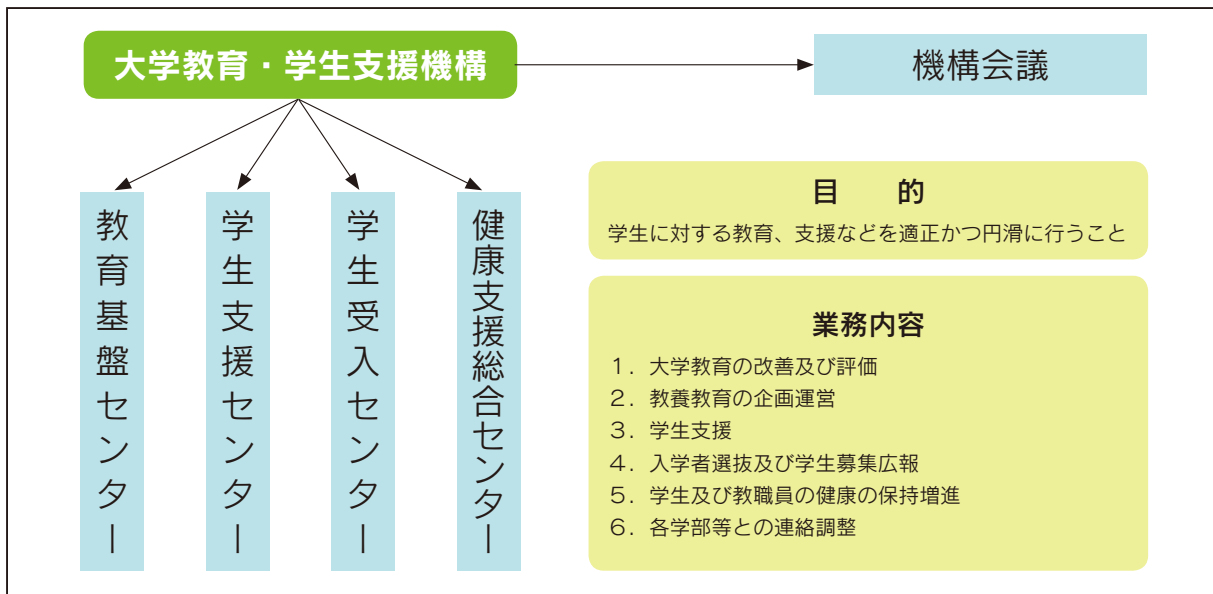 大学教育・学生支援機構
機構会議
教育基盤センター
学生支援センター
学生受入センター
健康支援総合センター
目　　的
学生に対する教育、支援などを適正かつ円滑に行うこと
業務内容
１．大学教育の改善及び評価
２．教養教育の企画運営
３．学生支援
４．入学者選抜及び学生募集広報
５．学生及び教職員の健康の保持増進
６．各学部等との連絡調整